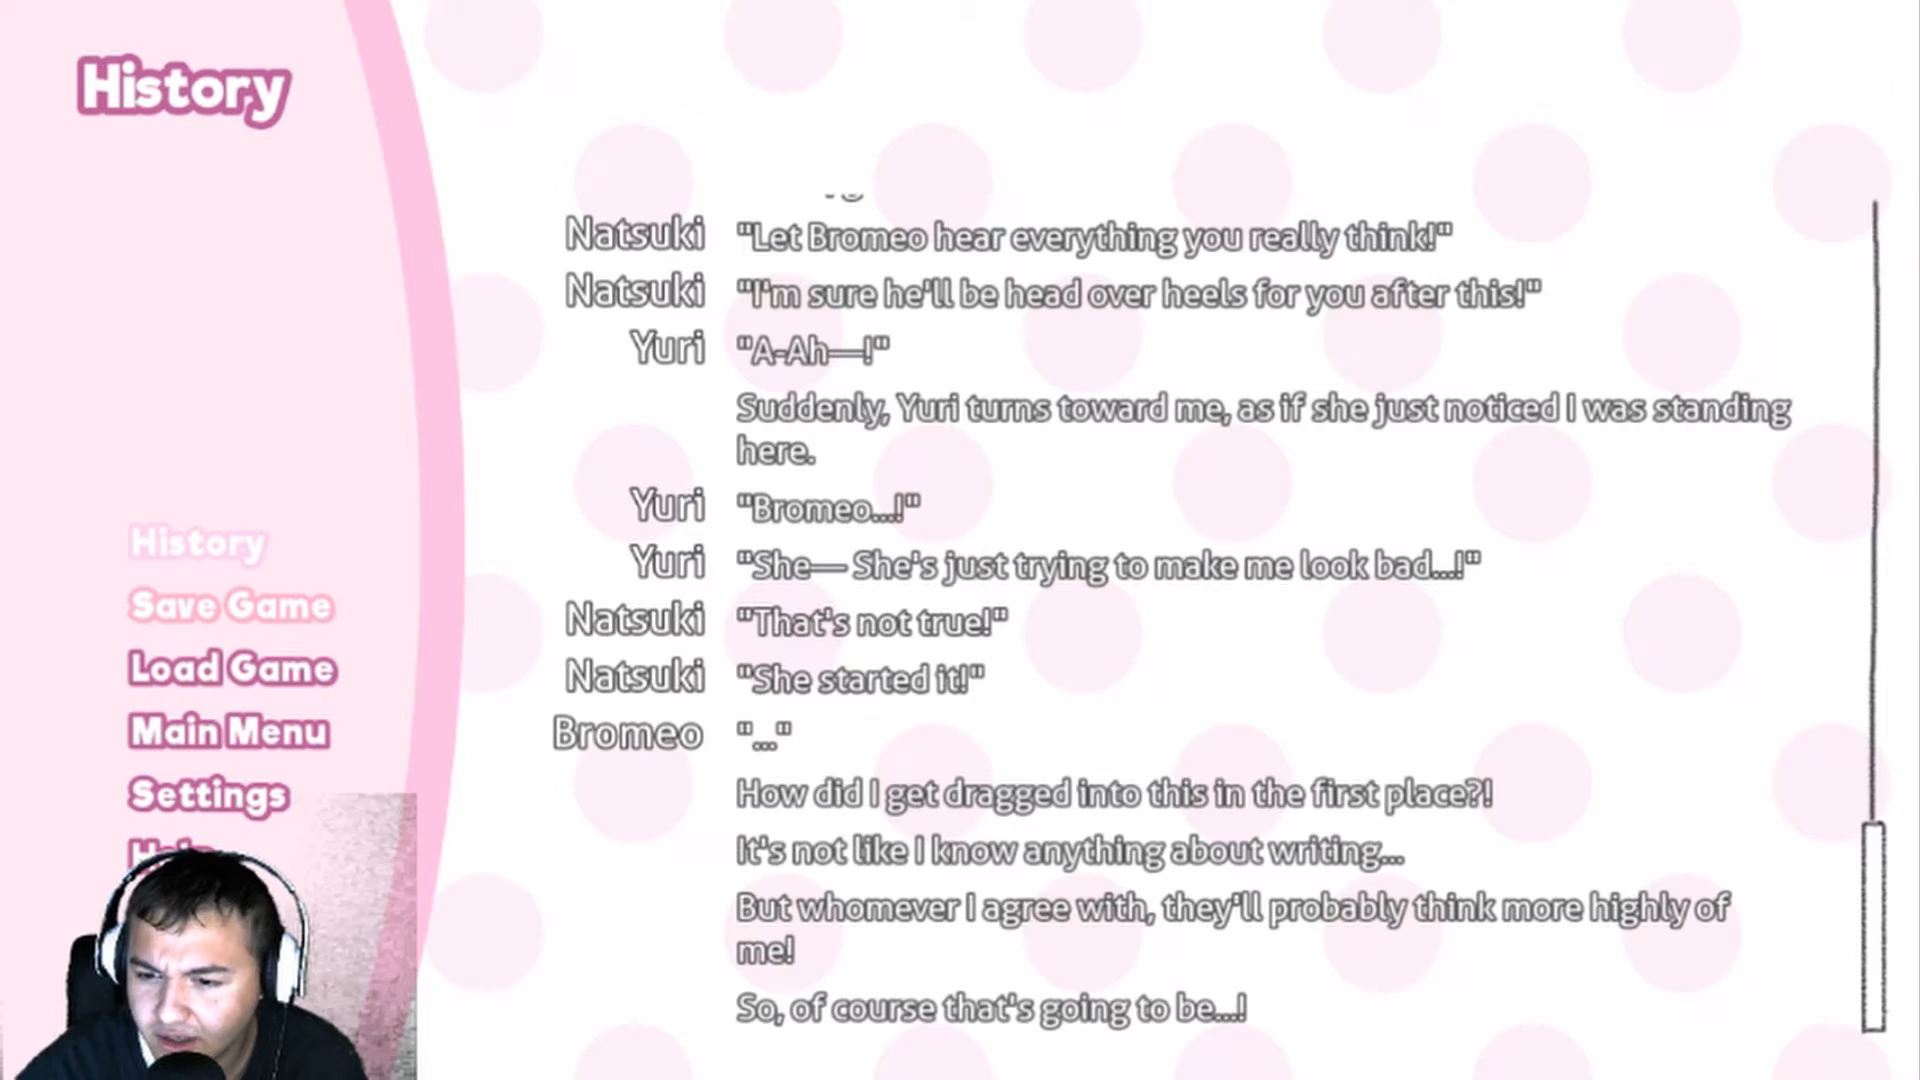 History
Natsuki "Let Bromeo hear everything you really think!"
Natsuki "I'm sure he'll be head over heels for you after this!"
Yuri "A-Ah—!"
Suddenly, Yuri turns toward me, as if she just noticed I was standing
here.
Yuri "Bromeo...!"
Yuri "She— She's just trying to make me look bad...!"
Natsuki "That's not true!"
Natsuki "She started it!"
Bromeo "..."
How did I get dragged into this in the first place?!
It's not like I know anything about writing...
But whomever I agree with, they'll probably think more highly of
me!
So, of course that's going to be...!
History
Save Game
Load Game
Main Menu
Settings